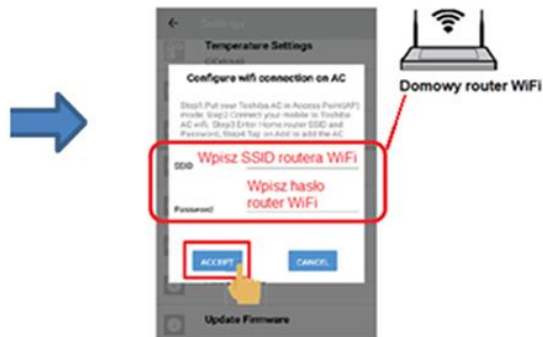 Settings
Temperature Settings
Configure wifi connection on AC
Step1 Put your Toshiba AC in Access Point(AP)
mode. Step2 Connect your mobile to Toshiba
AC wifi. Step3 Enter Home router SSID and
Password, Step4 Tap on Add to add the AC
SSID Wpisz SSID routera WiFi
Wpisz hasło
router WiFi
Password
ACCEPT CANCEL
Update Firmware
Domowy router WiFi